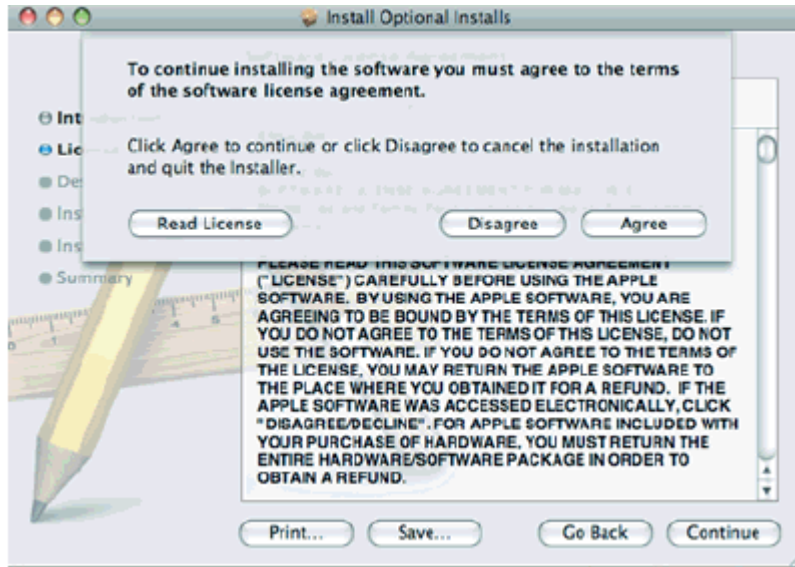 Install Optional Installs
To continue installing the software you must agree to the terms
of the software license agreement.
Click Agree to continue or click Disagree to cancel the installation
and quit the Installer.
Read License
Disagree
Agree
Int
Lic
Des
Ins
Ins
Summary
PLEASE READ THIS SOFTWARE LICENSE AGREEMENT
("LICENSE") CAREFULLY BEFORE USING THE APPLE
SOFTWARE. BY USING THE APPLE SOFTWARE, YOU ARE
AGREEING TO BE BOUND BY THE TERMS OF THIS LICENSE. IF
YOU DO NOT AGREE TO THE TERMS OF THIS LICENSE, DO NOT
USE THE SOFTWARE. IF YOU DO NOT AGREE TO THE TERMS OF
THE LICENSE, YOU MAY RETURN THE APPLE SOFTWARE TO
THE PLACE WHERE YOU OBTAINED IT FOR A REFUND. IF THE
APPLE SOFTWARE WAS ACCESSED ELECTRONICALLY, CLICK
"DISAGREE/DECLINE". FOR APPLE SOFTWARE INCLUDED WITH
YOUR PURCHASE OF HARDWARE, YOU MUST RETURN THE
ENTIRE HARDWARE/SOFTWARE PACKAGE IN ORDER TO
OBTAIN A REFUND.
Print...
Save...
Go Back
Continue